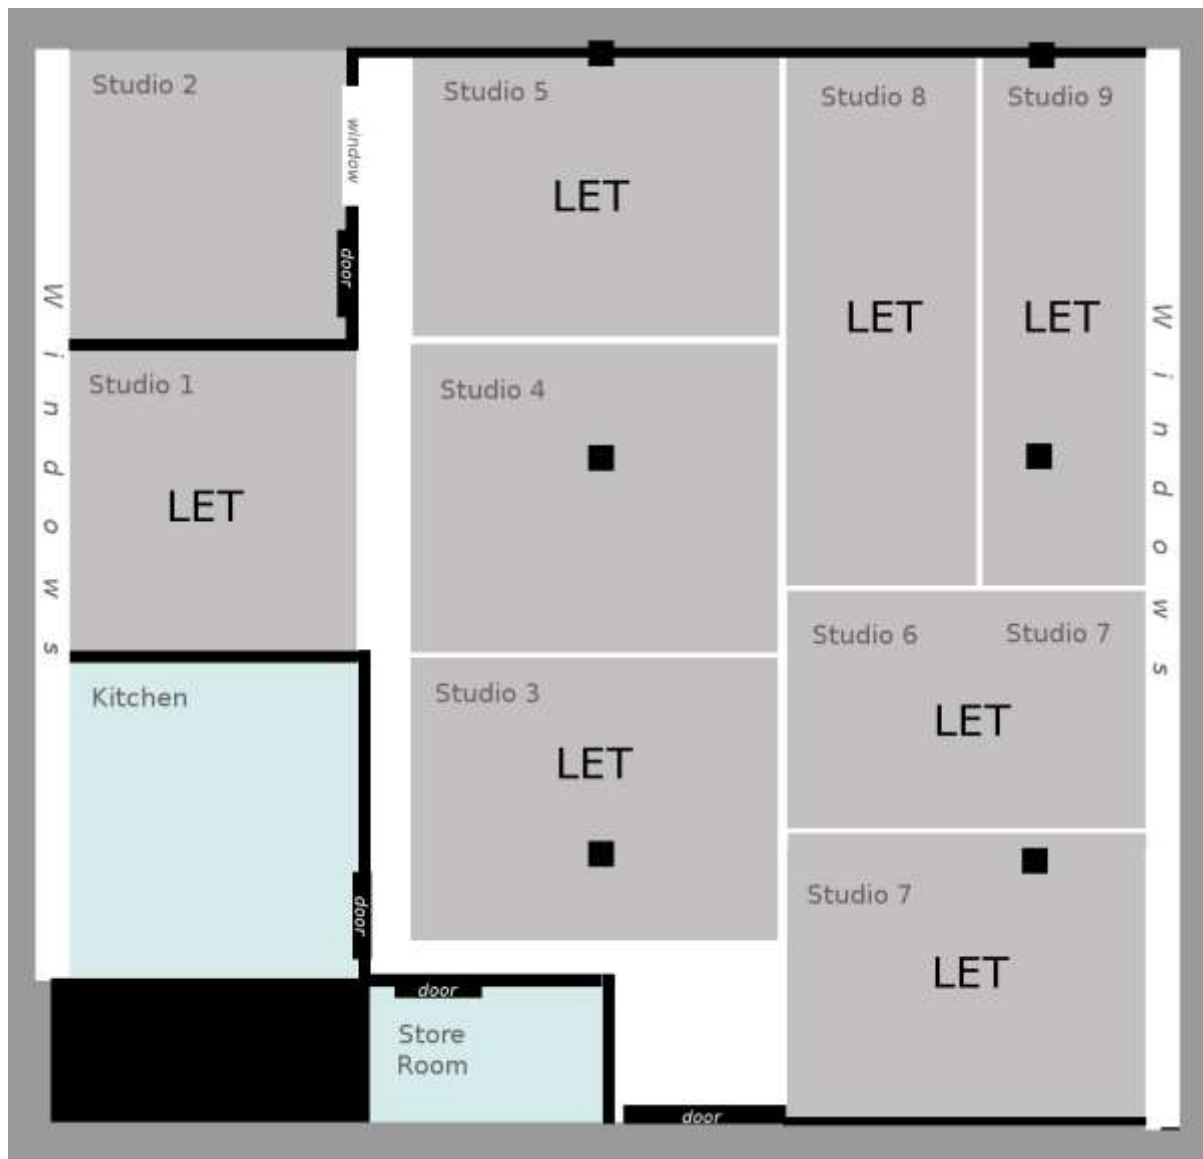 Studio 2
window
door
Studio 5
LET
Studio 8
LET
Studio 9
LET
Windows
Windows
Studio 1
LET
Studio 4
Studio 6
Studio 7
LET
Kitchen
door
Studio 3
LET
Studio 7
LET
door
Store
Room
door